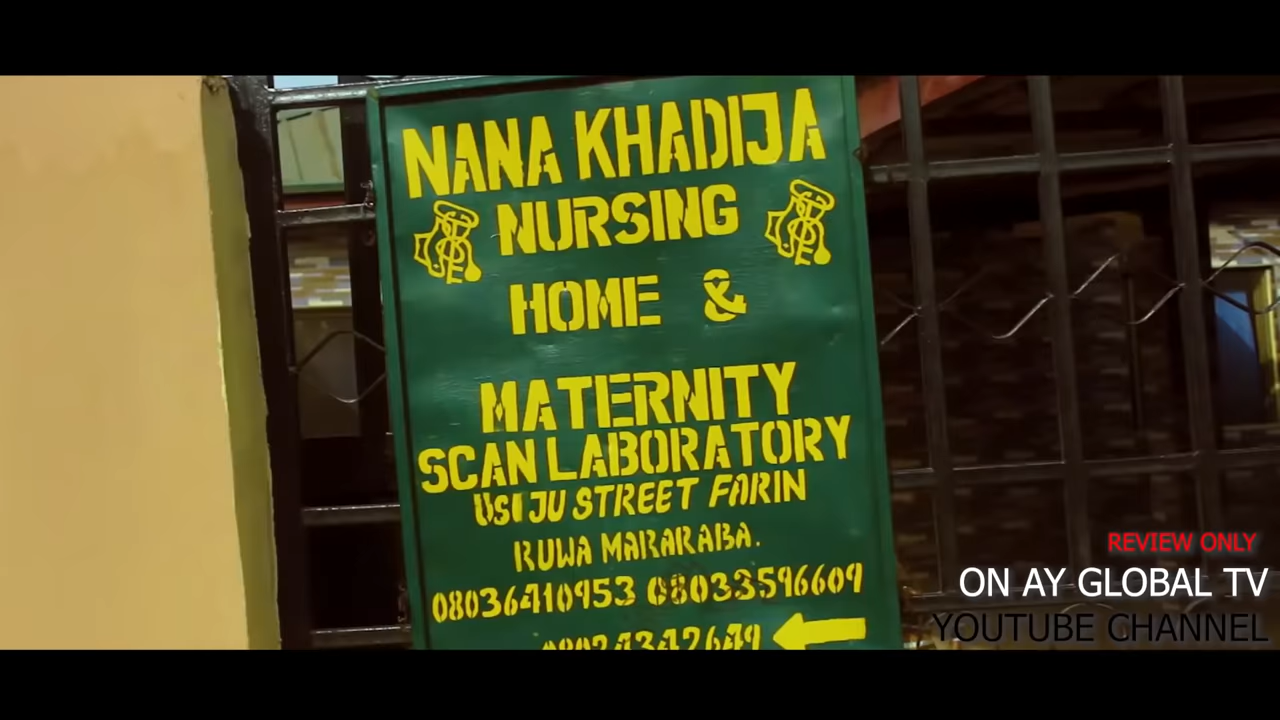 NANA KHADIJA
NURSING
HOME &
MATERNITY
SCAN LABORATORY
USIJU STREET FARIN
RUWA MARARABA.
08036410953 08033596609
08024342649
REVIEW ONLY
ON AY GLOBAL TV
YOUTUBE CHANNEL